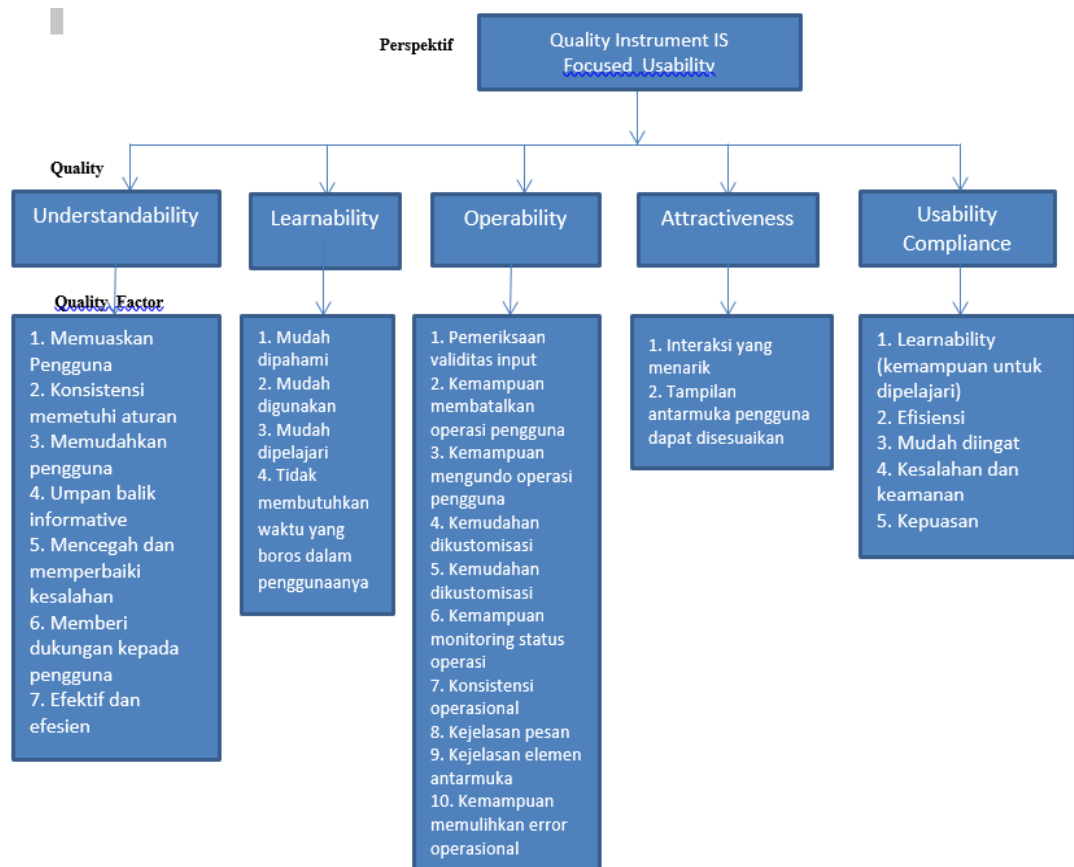 Perspektif
Quality Instrument IS
Focused Usability
Quality
Understandability
Learnability
Operability
Attractiveness
Usability
Compliance
Quality Factor
1. Memuaskan
Pengguna
2. Konsistensi
memetuhi aturan
3. Memudahkan
pengguna
4. Umpan balik
informative
5. Mencegah dan
memperbaiki
kesalahan
6. Memberi
dukungan kepada
pengguna
7. Efektif dan
efesien
1. Mudah
dipahami
2. Mudah
digunakan
3. Mudah
dipelajari
4. Tidak
membutuhkan
waktu yang
boros dalam
penggunaanya
1. Pemeriksaan
validitas input
2. Kemampuan
membatalkan
operasi pengguna
3. Kemampuan
mengundo operasi
pengguna
4. Kemudahan
dikustomisasi
5. Kemudahan
dikustomisasi
6. Kemampuan
monitoring status
operasi
7. Konsistensi
operasional
8. Kejelasan pesan
9. Kejelasan elemen
antarmuka
10. Kemampuan
memulihkan error
operasional
1. Interaksi yang
menarik
2. Tampilan
antarmuka pengguna
dapat disesuaikan
1. Learnability
(kemampuan untuk
dipelajari)
2. Efisiensi
3. Mudah diingat
4. Kesalahan dan
keamanan
5. Kepuasan